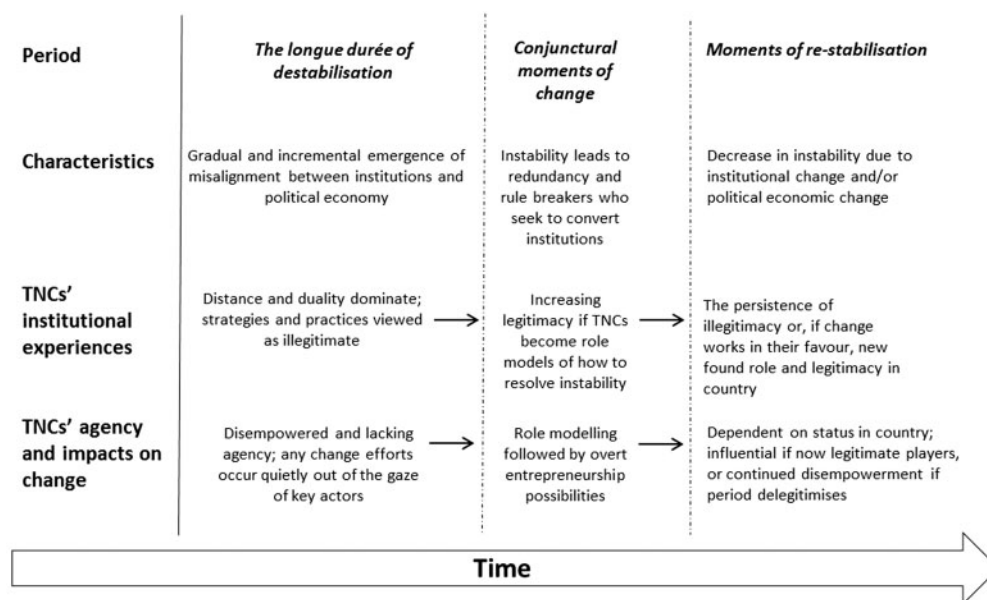 Period
The longue durée of
destabilisation
Conjunctural
moments of
change
Moments of re-stabilisation
Characteristics
Gradual and incremental emergence of
misalignment between institutions and
political economy
Instability leads to
redundancy and
rule breakers who
seek to convert
institutions
Decrease in instability due to
institutional change and/or
political economic change
TNCs’
institutional
experiences
Distance and duality dominate;
strategies and practices viewed
as illegitimate
Increasing
legitimacy if TNCs
become role
models of how to
resolve instability
The persistence of
illegitimacy or, if change
works in their favour, new
found role and legitimacy in
country
TNCs’ agency
and impacts on
change
Disempowered and lacking
agency; any change efforts
occur quietly out of the gaze
of key actors
Role modelling
followed by overt
entrepreneurship
possibilities
Dependent on status in country;
influential if now legitimate players,
or continued disempowerment if
period delegitimises
Time